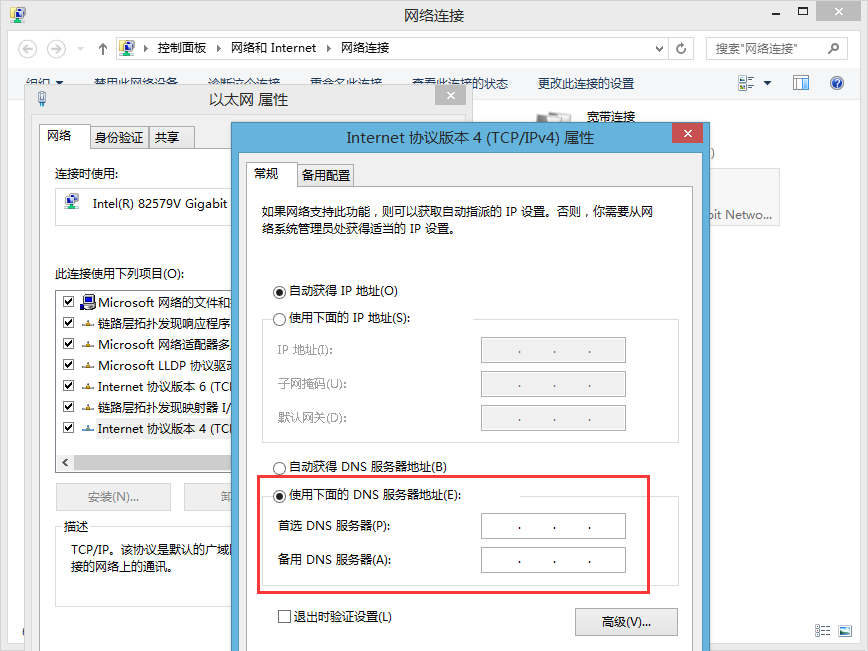 网络连接
控制面板 网络和 Internet 网络连接
搜索"网络连接"
组织 禁用此网络设备 诊断这个连接 重命名此连接 查看此连接的状态 更改此连接的设置
宽带连接
bit Netwo...
以太网 属性
网络 身份验证 共享
连接时使用:
Intel(R) 82579V Gigabit
此连接使用下列项目(O):
Microsoft 网络的文件和
链路层拓扑发现响应程序
Microsoft 网络适配器多
Microsoft LLDP 协议驱动
Internet 协议版本 6 (TCI
链路层拓扑发现映射器 I/
Internet 协议版本 4 (TCI
安装(N)... 卸
描述
TCP/IP。该协议是默认的广域
接的网络上的通讯。
Internet 协议版本 4 (TCP/IPv4) 属性
常规 备用配置
如果网络支持此功能，则可以获取自动指派的 IP 设置。否则，你需要从网
络系统管理员处获得适当的 IP 设置。
自动获得 IP 地址(O)
使用下面的 IP 地址(S):
IP 地址(I):
子网掩码(U):
默认网关(D):
自动获得 DNS 服务器地址(B)
使用下面的 DNS 服务器地址(E):
首选 DNS 服务器(P):
备用 DNS 服务器(A):
退出时验证设置(L)
高级(V)...